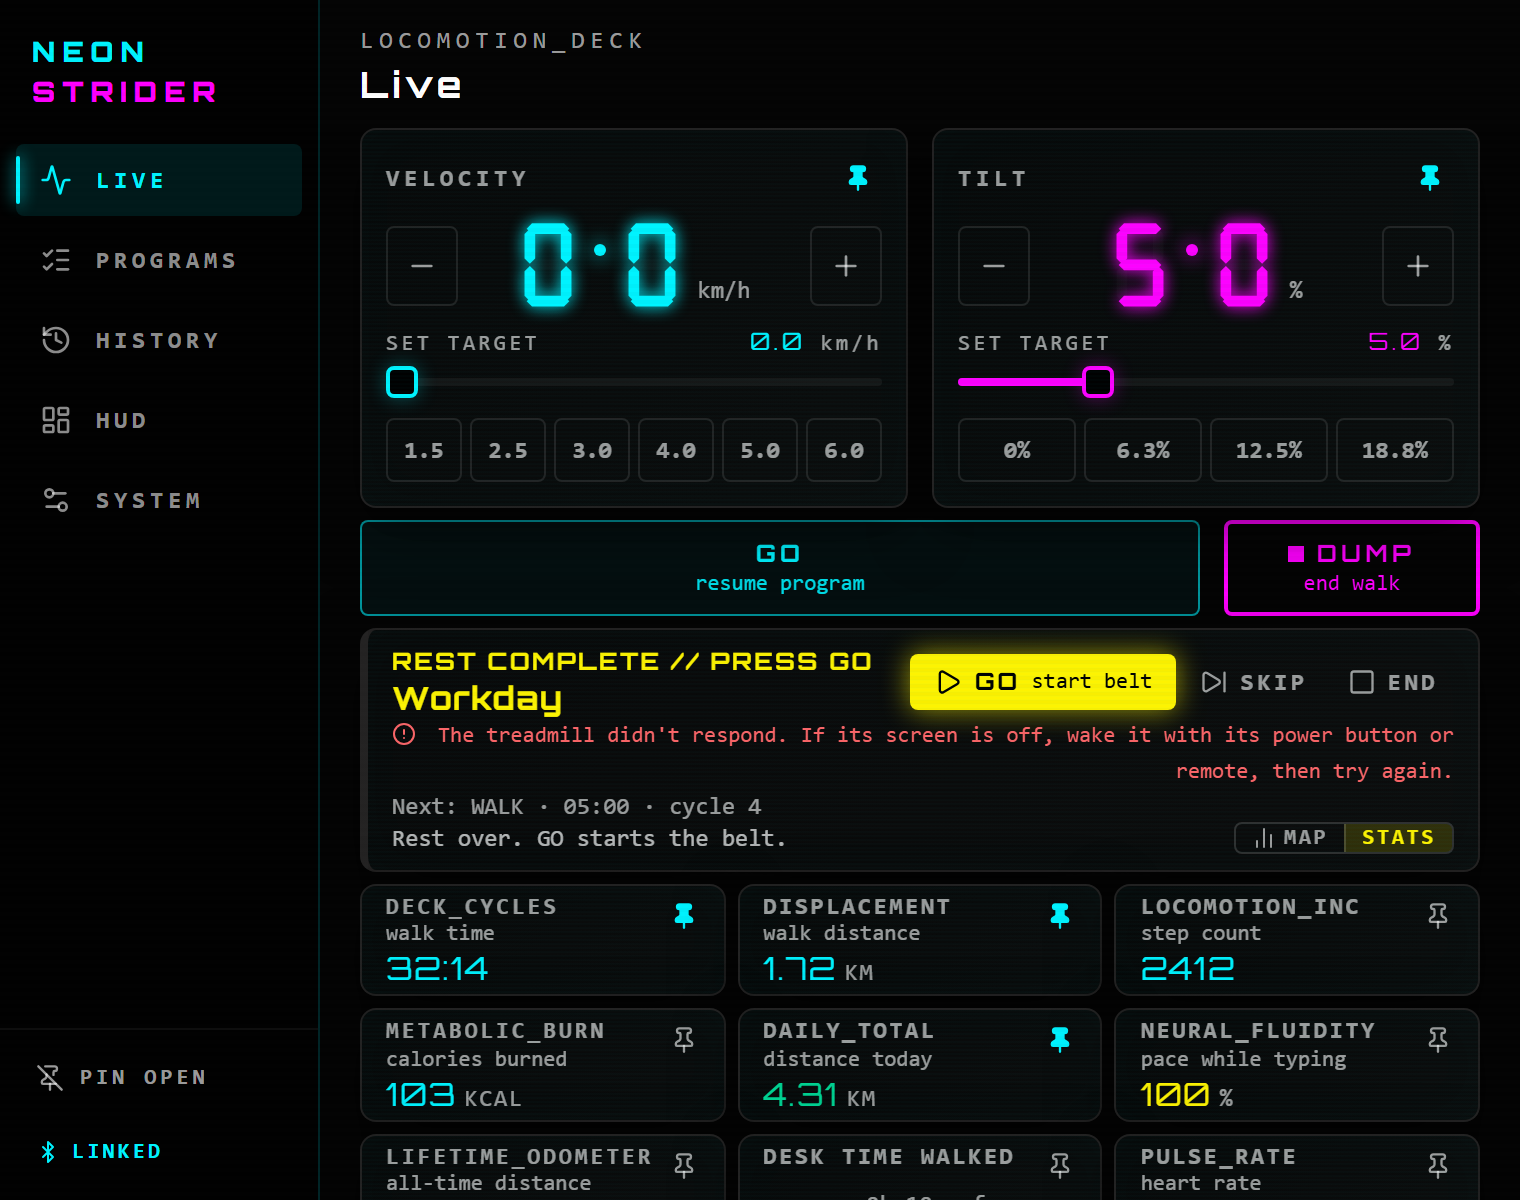 NEON
STRIDER
LIVE
PROGRAMS
HISTORY
HUD
SYSTEM
PIN OPEN
LINKED
LOCOMOTION_DECK
Live
VELOCITY
0.0 km/h
SET TARGET 0.0 km/h
1.5 2.5 3.0 4.0 5.0 6.0
TILT
5.0 %
SET TARGET 5.0 %
0% 6.3% 12.5% 18.8%
GO
resume program
DUMP
end walk
REST COMPLETE // PRESS GO
Workday
GO start belt SKIP END
The treadmill didn't respond. If its screen is off, wake it with its power button or
remote, then try again.
Next: WALK · 05:00 · cycle 4
Rest over. GO starts the belt.
MAP STATS
DECK_CYCLES
walk time
32:14
DISPLACEMENT
walk distance
1.72 KM
LOCOMOTION_INC
step count
2412
METABOLIC_BURN
calories burned
103 KCAL
DAILY_TOTAL
distance today
4.31 KM
NEURAL_FLUIDITY
pace while typing
100 %
LIFETIME_ODOMETER
all-time distance
DESK TIME WALKED
PULSE_RATE
heart rate